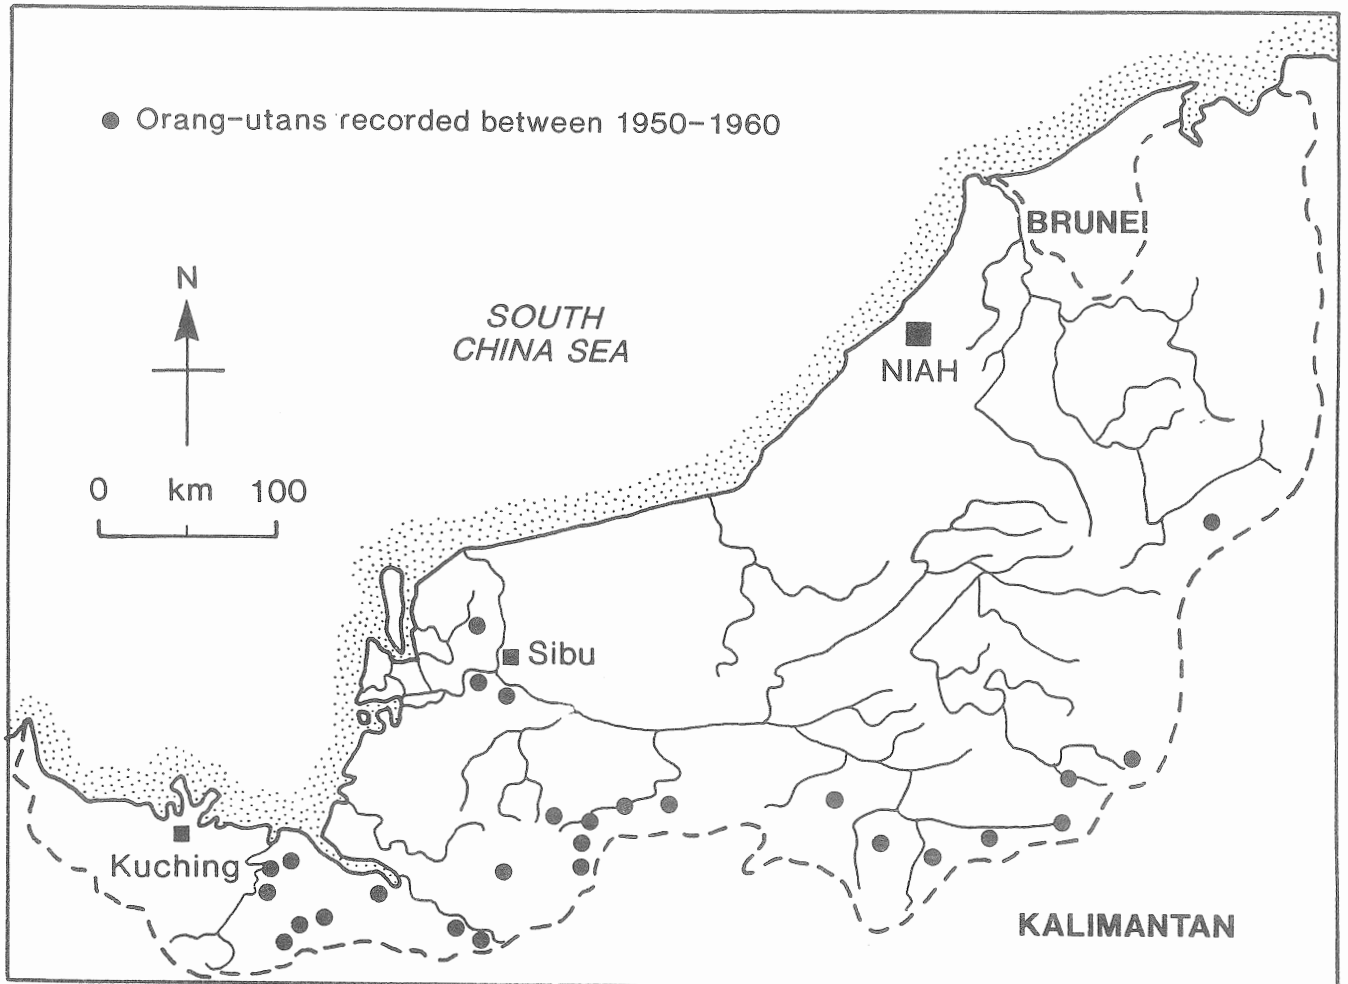 Orang-utans recorded between 1950-1960
BRUNEI
N
SOUTH
CHINA SEA
NIAH
0 km 100
Sibu
Kuching
KALIMANTAN